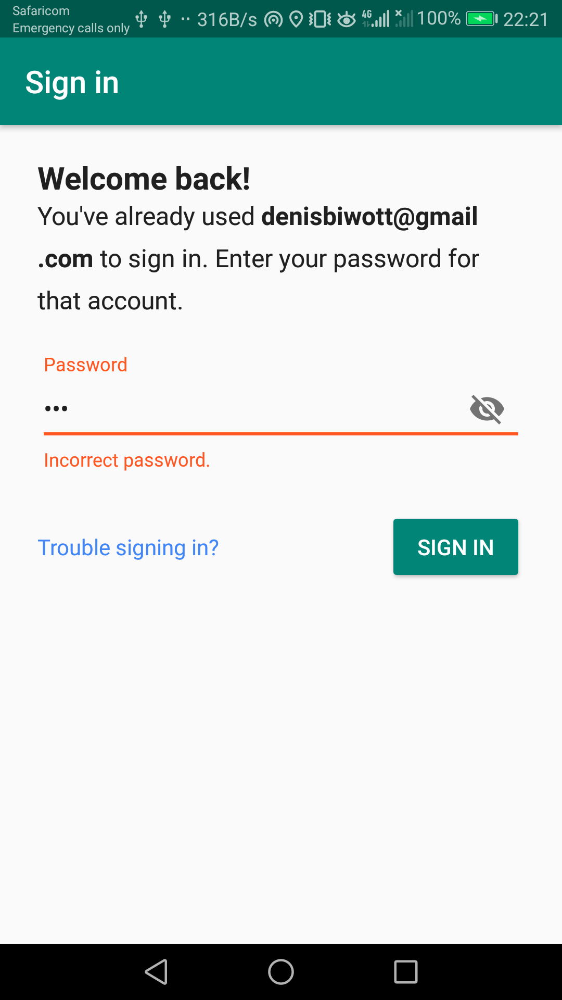 Safaricom
Emergency calls only
316B/s
4G
100%
22:21
Sign in
Welcome back!
You've already used denisbiwott@gmail
.com to sign in. Enter your password for
that account.
Password
•••
Incorrect password.
Trouble signing in?
SIGN IN